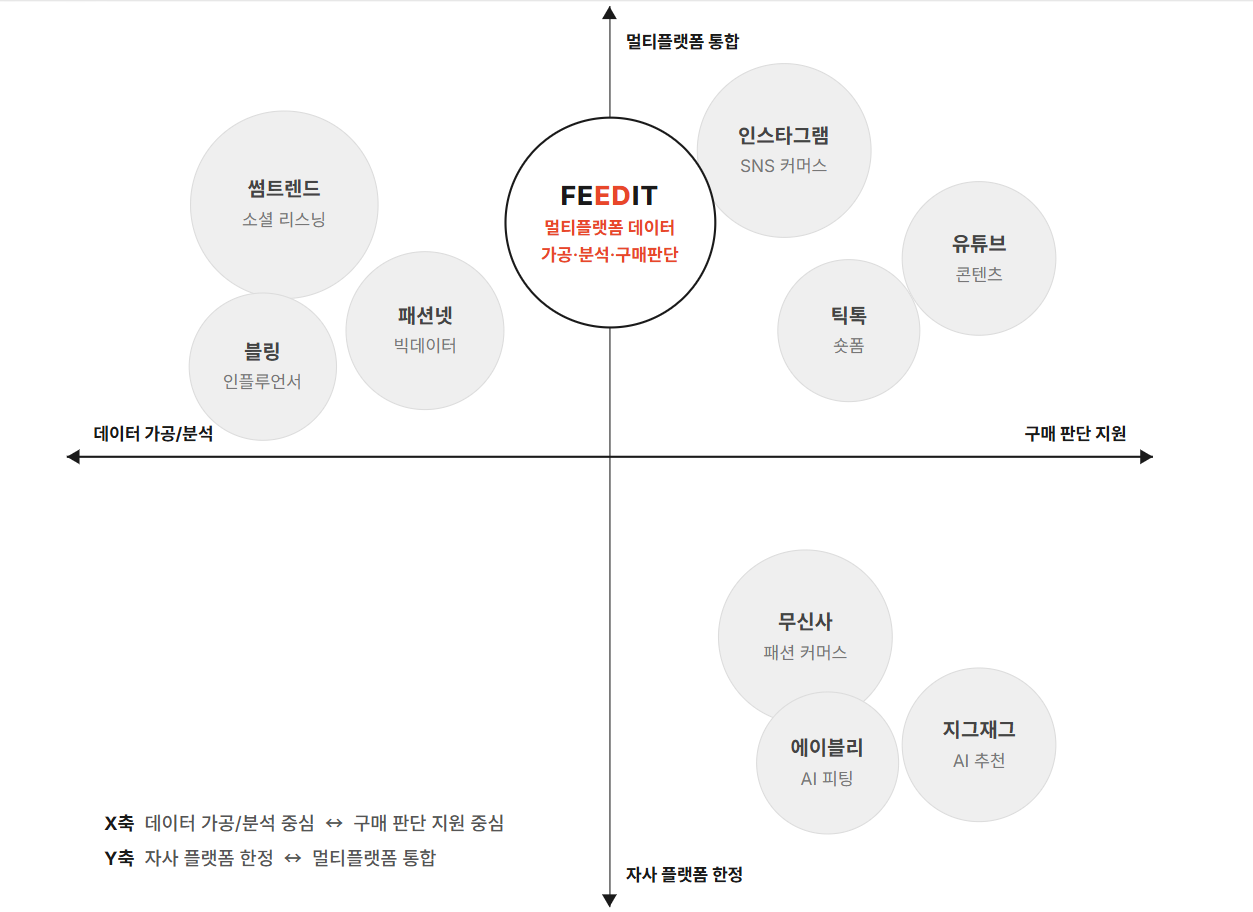 멀티플랫폼 통합
인스타그램
SNS 커머스
썸트렌드
소셜 리스닝
FEEDIT
멀티플랫폼 데이터
가공·분석·구매판단
유튜브
콘텐츠
패션넷
빅데이터
틱톡
숏폼
블링
인플루언서
데이터 가공/분석
구매 판단 지원
무신사
패션 커머스
에이블리
AI 피팅
지그재그
AI 추천
X축 데이터 가공/분석 중심 ↔ 구매 판단 지원 중심
Y축 자사 플랫폼 한정 ↔ 멀티플랫폼 통합
자사 플랫폼 한정